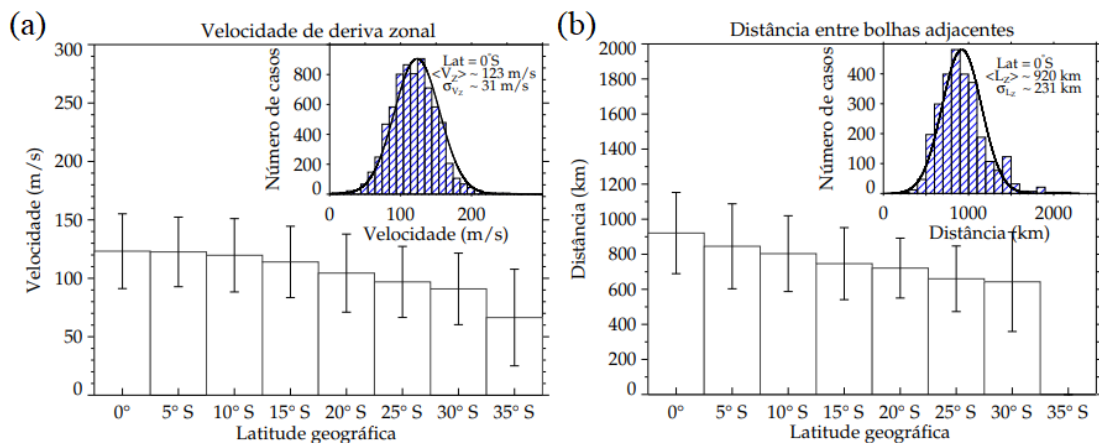 (a)
Velocidade de deriva zonal
Velocidade (m/s)
300
250
200
150
100
50
0
Número de casos
800
600
400
200
0
Lat = 0°S
<V_Z> ~ 123 m/s
σ_Vz ~ 31 m/s
0 100 200
Velocidade (m/s)
0° 5° S 10° S 15° S 20° S 25° S 30° S 35° S
Latitude geográfica
(b)
Distância entre bolhas adjacentes
Distância (km)
2000
1800
1600
1400
1200
1000
800
600
400
200
0
Número de casos
400
300
200
100
0
Lat = 0°S
<L_Z> ~ 920 km
σ_Lz ~ 231 km
0 1000 2000
Distância (km)
0° 5° S 10° S 15° S 20° S 25° S 30° S 35° S
Latitude geográfica